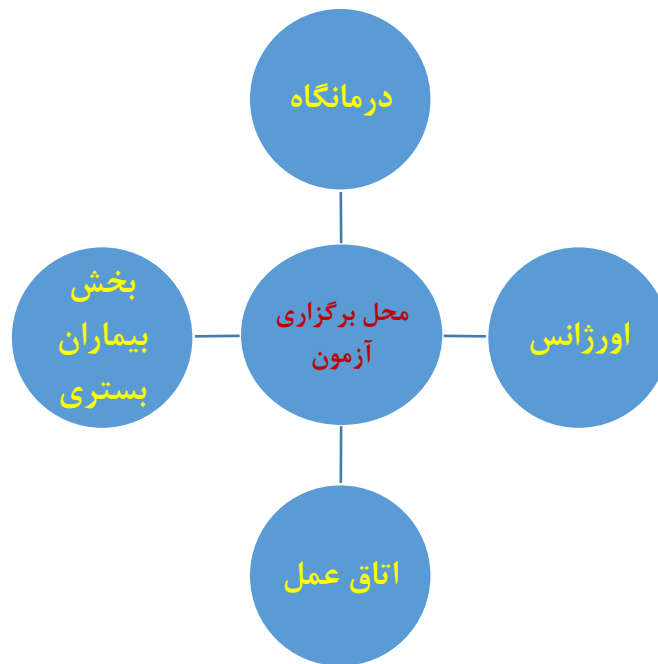 درمانگاه
اورژانس
محل برگزاری
آزمون
بخش
بیماران
بستری
اتاق عمل